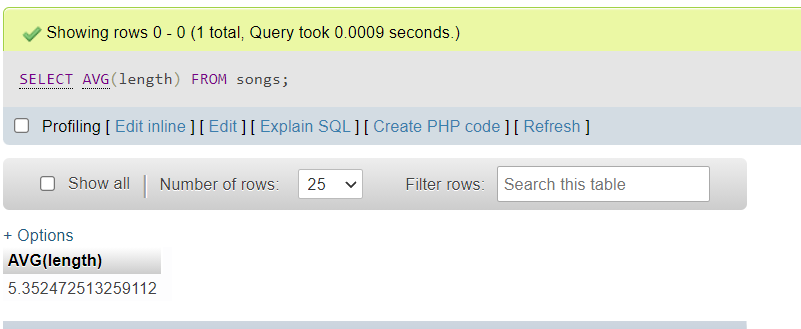 Showing rows 0 - 0 (1 total, Query took 0.0009 seconds.)
SELECT AVG(length) FROM songs;
Profiling [ Edit inline ] [ Edit ] [ Explain SQL ] [ Create PHP code ] [ Refresh ]
Show all | Number of rows: 25 Filter rows: Search this table
+ Options
AVG(length)
5.352472513259112